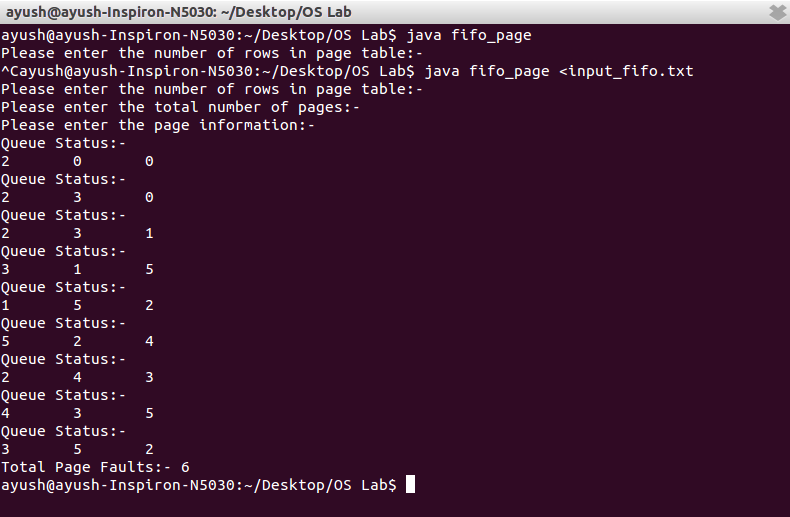 ayush@ayush-Inspiron-N5030: ~/Desktop/OS Lab
ayush@ayush-Inspiron-N5030:~/Desktop/OS Lab$ java fifo_page
Please enter the number of rows in page table:-
^Cayush@ayush-Inspiron-N5030:~/Desktop/OS Lab$ java fifo_page <input_fifo.txt
Please enter the number of rows in page table:-
Please enter the total number of pages:-
Please enter the page information:-
Queue Status:-
2 0 0
Queue Status:-
2 3 0
Queue Status:-
2 3 1
Queue Status:-
3 1 5
Queue Status:-
1 5 2
Queue Status:-
5 2 4
Queue Status:-
2 4 3
Queue Status:-
4 3 5
Queue Status:-
3 5 2
Total Page Faults:- 6
ayush@ayush-Inspiron-N5030:~/Desktop/OS Lab$